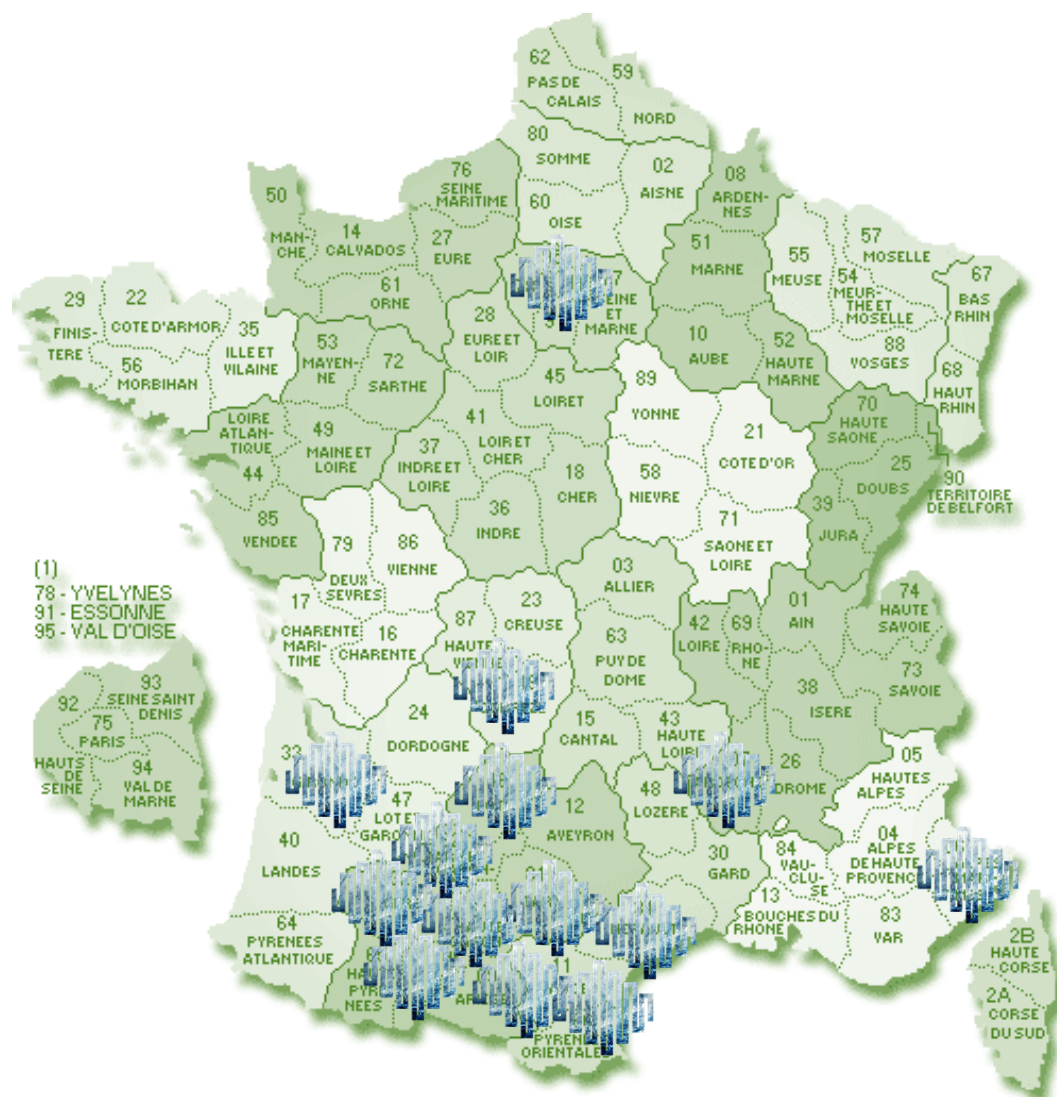 62
PAS DE
CALAIS
59
NORD
80
SOMME
02
AISNE
60
OISE
76
SEINE
MARITIME
27
EURE
50
MAN-
CHE
14
CALVADOS
61
ORNE
08
ARDEN-
NES
51
MARNE
10
AUBE
52
HAUTE
MARNE
55
MEUSE
54
MEUR-
THE ET
MOSELLE
57
MOSELLE
88
VOSGES
67
BAS
RHIN
68
HAUT
RHIN
29
FINIS-
TERE
22
COTE D'ARMOR
56
MORBIHAN
35
ILLE ET
VILAINE
53
MAYEN-
NE
72
SARTHE
LOIRE
ATLAN-
TIQUE
44
49
MAINE ET
LOIRE
85
VENDEE
28
EURE ET
LOIR
45
LOIRET
41
LOIR ET
CHER
37
INDRE ET
LOIRE
18
CHER
36
INDRE
SEINE
ET
MARNE
89
YONNE
21
COTE D'OR
58
NIEVRE
71
SAONE ET
LOIRE
70
HAUTE
SAONE
25
DOUBS
39
JURA
90
TERRITOIRE
DE BELFORT
79
DEUX
SEVRES
86
VIENNE
17
CHARENTE
MARI-
TIME
16
CHARENTE
87
HAUTE
23
CREUSE
03
ALLIER
63
PUY DE
DOME
15
CANTAL
43
HAUTE
42
LOIRE
69
RHO-
NE
01
AIN
74
HAUTE
SAVOIE
73
SAVOIE
38
ISERE
26
DROME
24
DORDOGNE
33
47
LOT ET
40
LANDES
64
PYRENEES
ATLANTIQUE
NEES
12
AVEYRON
48
LOZERE
30
GARD
11
ORIENTALES
05
HAUTES
ALPES
04
ALPES
DE HAUTE
84
VAU-
CLU-
SE
13
BOUCHES DU
RHONE
83
VAR
2B
HAUTE
CORSE
2A
CORSE
DU SUD
(1)
78 - YVELYNES
91 - ESSONNE
95 - VAL D'OISE
92
HAUTS
DE
SEINE
93
SEINE SAINT
DENIS
75
PARIS
94
VAL DE
MARNE